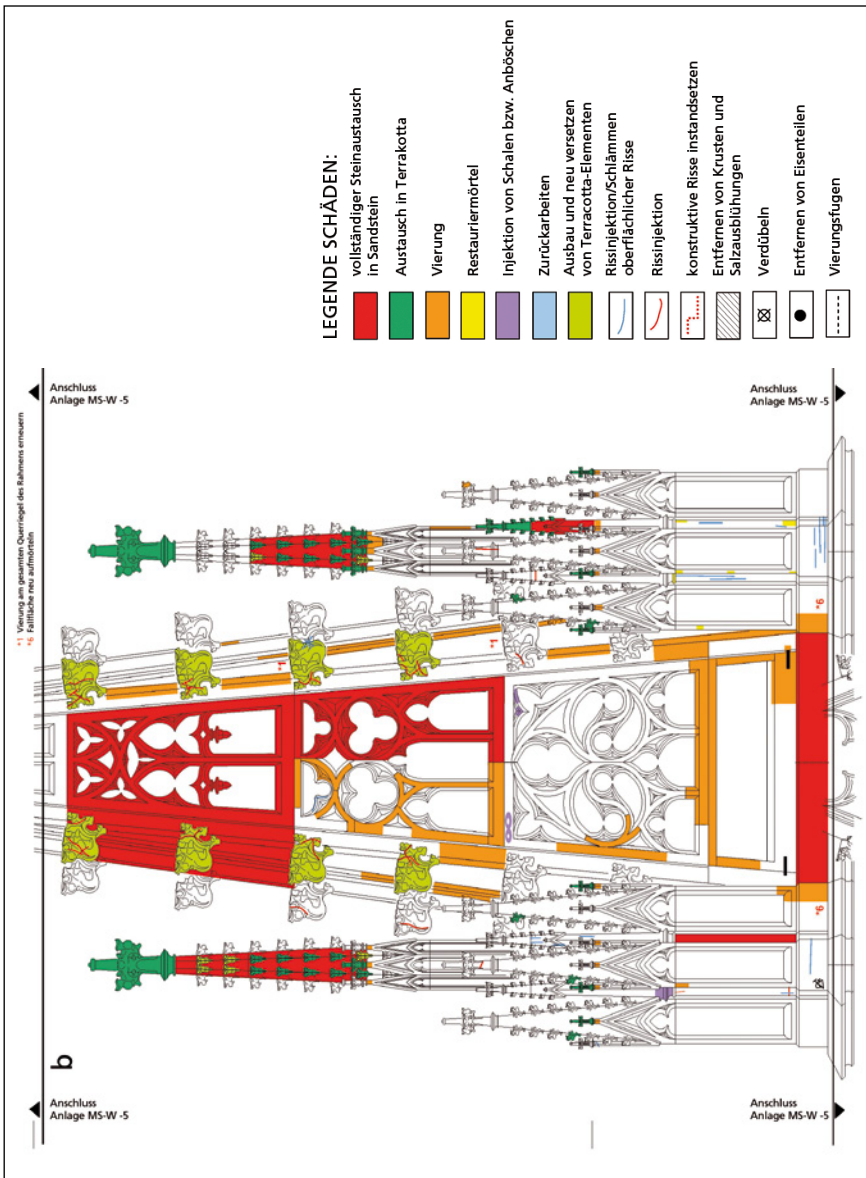 *1 Vierung am gesamten Querriegel des Rahmens erneuern
*6 Fallfläche neu aufmörteln
Anschluss
Anlage MS-W -5
Anschluss
Anlage MS-W -5
b
*1
*1
*6
*6
Anschluss
Anlage MS-W -5
Anschluss
Anlage MS-W -5
LEGENDE SCHÄDEN:
vollständiger Steinaustausch
in Sandstein
Austausch in Terrakotta
Vierung
Restauriermörtel
Injektion von Schalen bzw. Anböschen
Zurückarbeiten
Ausbau und neu versetzen
von Terracotta-Elementen
Rissinjektion/Schlämmen
oberflächlicher Risse
Rissinjektion
konstruktive Risse instandsetzen
Entfernen von Krusten und
Salzausblühungen
Verdübeln
Entfernen von Eisenteilen
Vierungsfugen